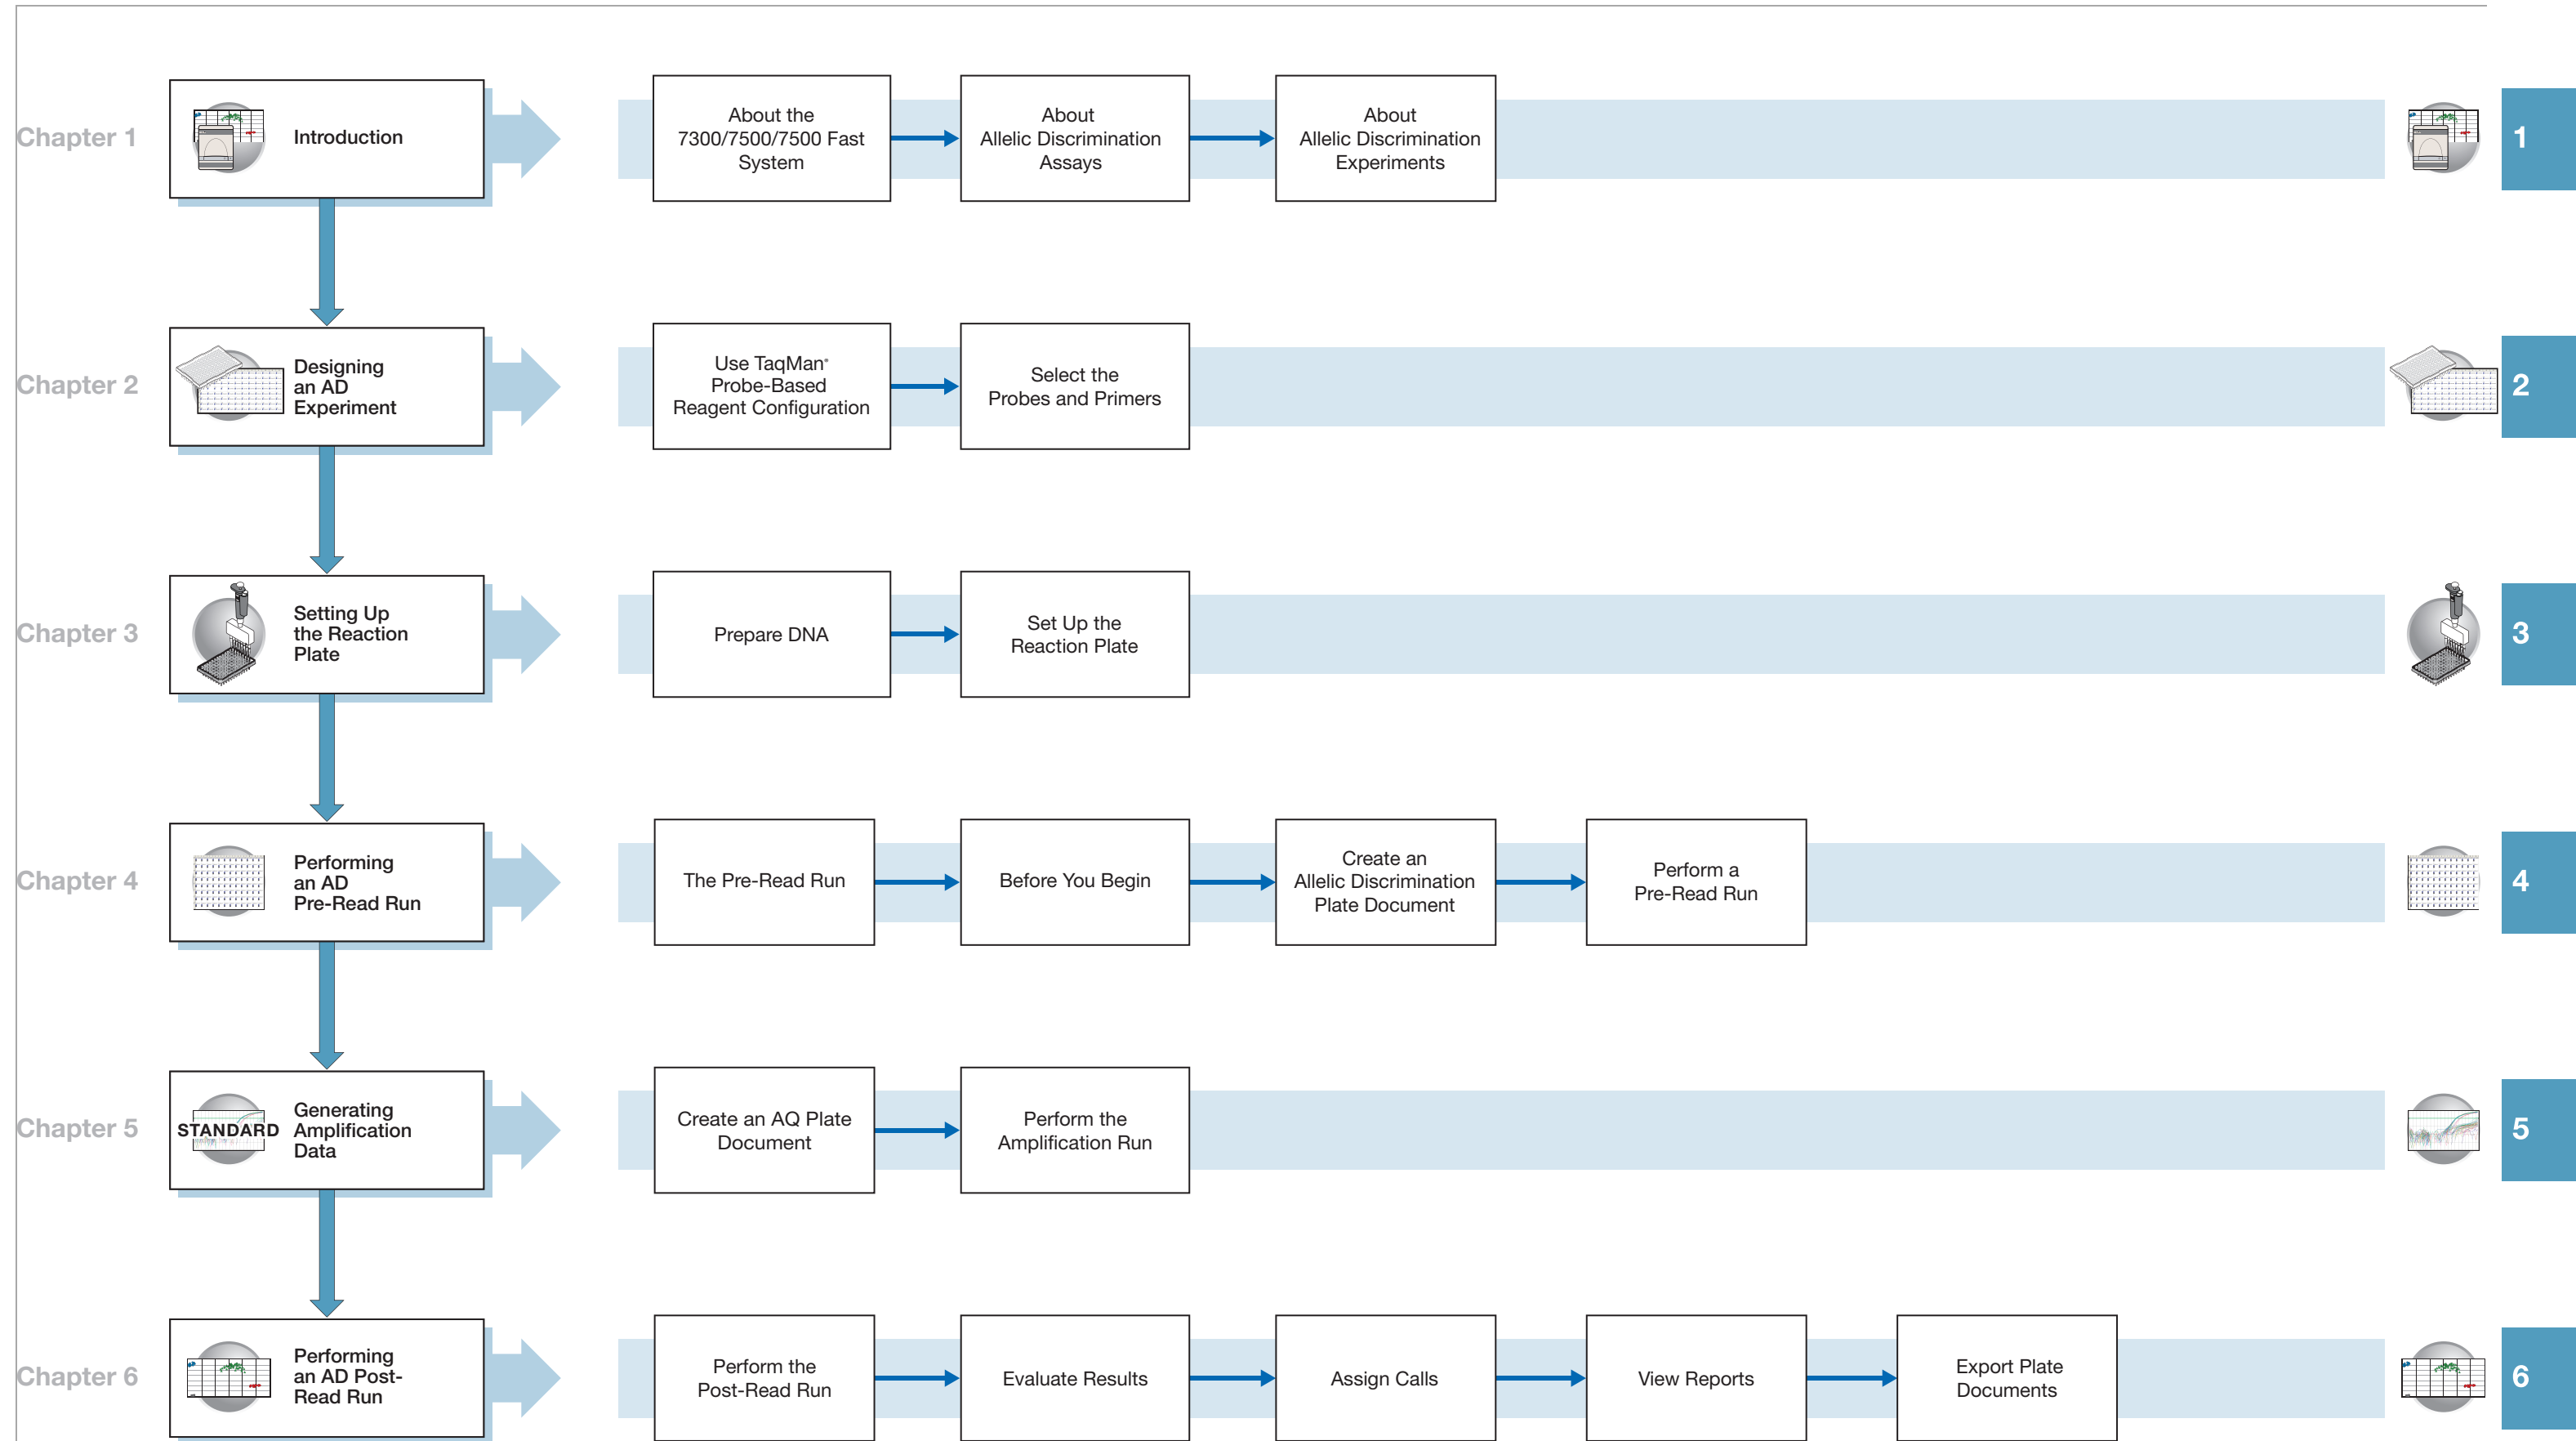 Chapter 1
Introduction
About the
7300/7500/7500 Fast
System
About
Allelic Discrimination
Assays
About
Allelic Discrimination
Experiments
1
Chapter 2
Designing
an AD
Experiment
Use TaqMan®
Probe-Based
Reagent Configuration
Select the
Probes and Primers
2
Chapter 3
Setting Up
the Reaction
Plate
Prepare DNA
Set Up the
Reaction Plate
3
Chapter 4
Performing
an AD
Pre-Read Run
The Pre-Read Run
Before You Begin
Create an
Allelic Discrimination
Plate Document
Perform a
Pre-Read Run
4
Chapter 5
STANDARD
Generating
Amplification
Data
Create an AQ Plate
Document
Perform the
Amplification Run
5
Chapter 6
Performing
an AD Post-
Read Run
Perform the
Post-Read Run
Evaluate Results
Assign Calls
View Reports
Export Plate
Documents
6